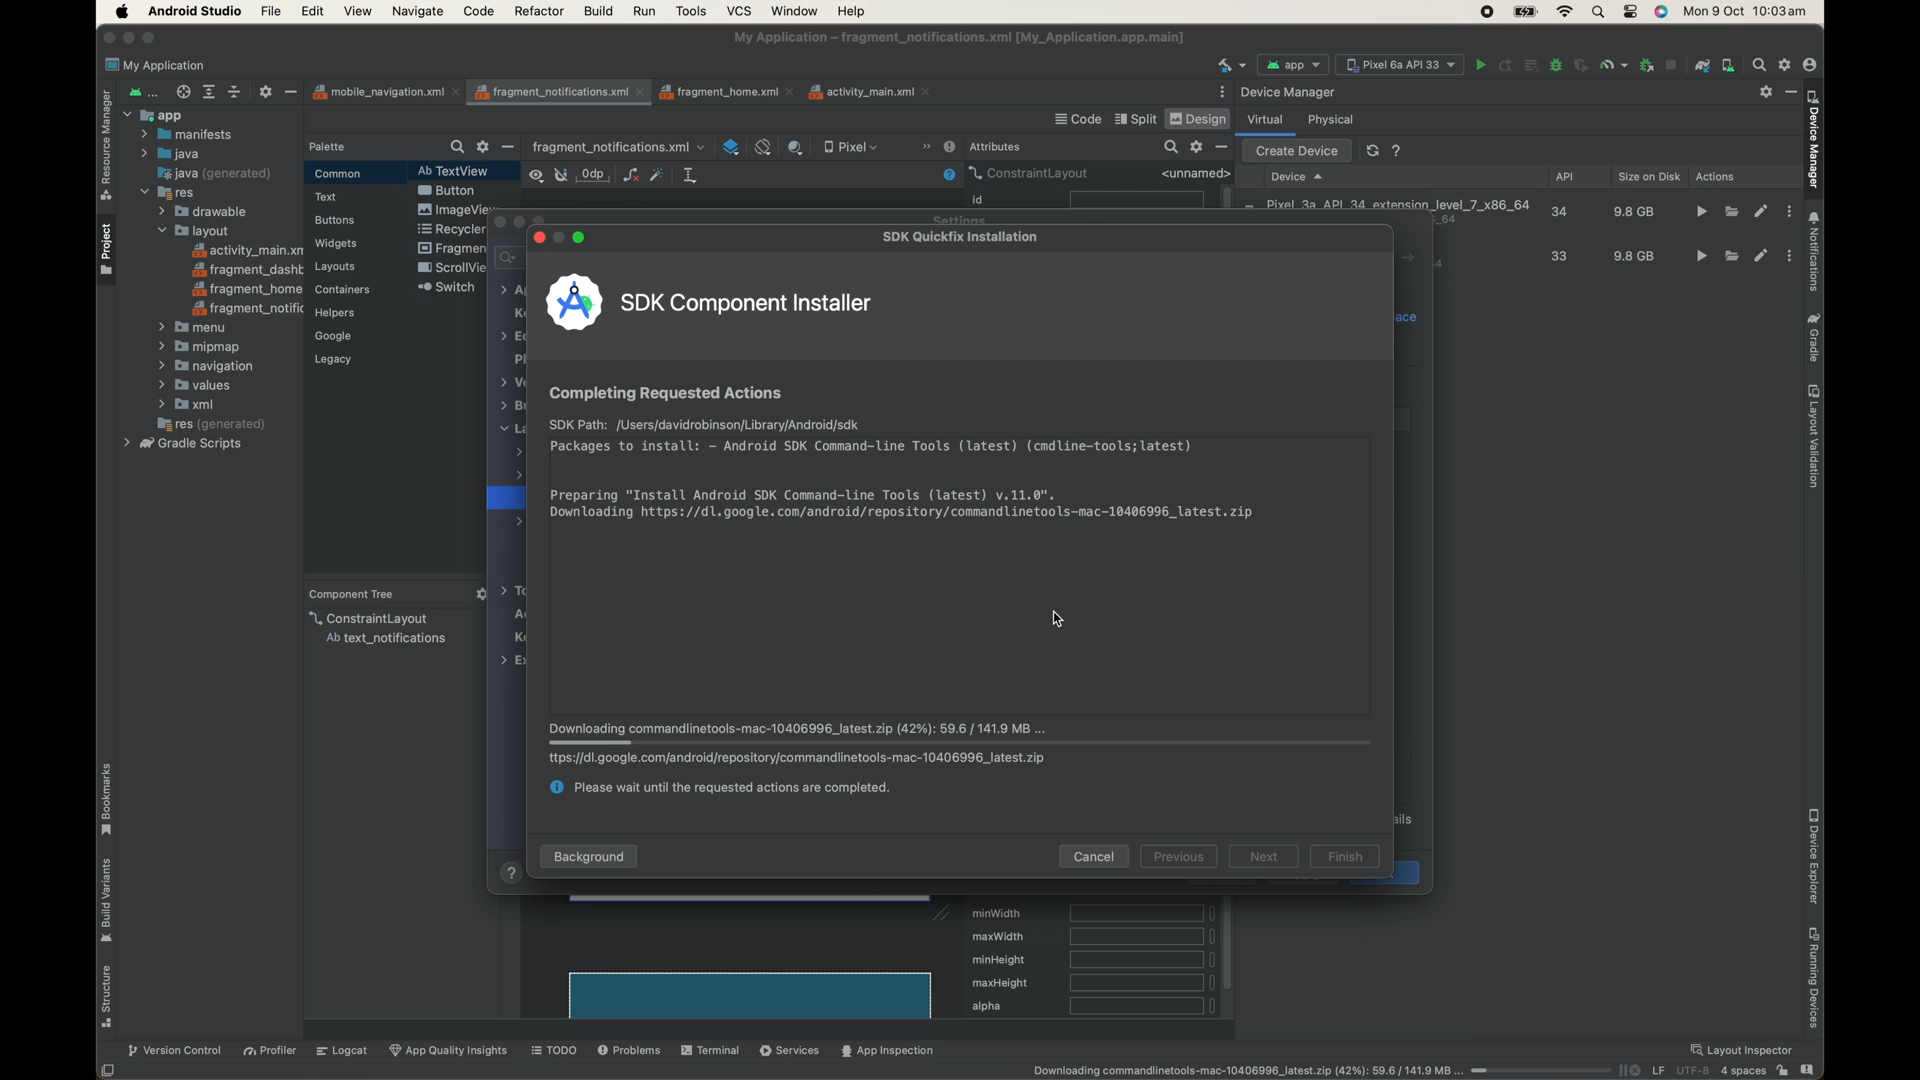 Android Studio File Edit View Navigate Code Refactor Build Run Tools VCS Window Help Mon 9 Oct 10:03 am
My Application – fragment_notifications.xml [My_Application.app.main]
My Application
app
Pixel 6a API 33
...
mobile_navigation.xml
fragment_notifications.xml
fragment_home.xml
activity_main.xml
Device Manager
Code
Split
Design
Virtual
Physical
Resource Manager
Project
Bookmarks
Build Variants
Structure
app
manifests
java
java (generated)
res
drawable
layout
activity_main.xm
fragment_dashb
fragment_home
fragment_notific
menu
mipmap
navigation
values
xml
res (generated)
Gradle Scripts
Palette
Common
Text
Buttons
Widgets
Layouts
Containers
Helpers
Google
Legacy
Ab TextView
Button
ImageView
Recycler
Fragmen
ScrollVie
Switch
Component Tree
ConstraintLayout
Ab text_notifications
fragment_notifications.xml
Pixel
0dp
Attributes
ConstraintLayout
<unnamed>
id
Create Device
Device
API
Size on Disk
Actions
Pixel_3a_API_34_extension_level_7_x86_64
34
9.8 GB
33
9.8 GB
Settings
SDK Quickfix Installation
SDK Component Installer
Completing Requested Actions
SDK Path: /Users/davidrobinson/Library/Android/sdk
Packages to install: - Android SDK Command-line Tools (latest) (cmdline-tools;latest)
Preparing "Install Android SDK Command-line Tools (latest) v.11.0".
Downloading https://dl.google.com/android/repository/commandlinetools-mac-10406996_latest.zip
Downloading commandlinetools-mac-10406996_latest.zip (42%): 59.6 / 141.9 MB ...
ttps://dl.google.com/android/repository/commandlinetools-mac-10406996_latest.zip
Please wait until the requested actions are completed.
Background
Cancel
Previous
Next
Finish
ace
ails
?
minWidth
maxWidth
minHeight
maxHeight
alpha
Device Manager
Notifications
Gradle
Layout Validation
Device Explorer
Running Devices
Version Control
Profiler
Logcat
App Quality Insights
TODO
Problems
Terminal
Services
App Inspection
Layout Inspector
Downloading commandlinetools-mac-10406996_latest.zip (42%): 59.6 / 141.9 MB ...
LF
UTF-8
4 spaces